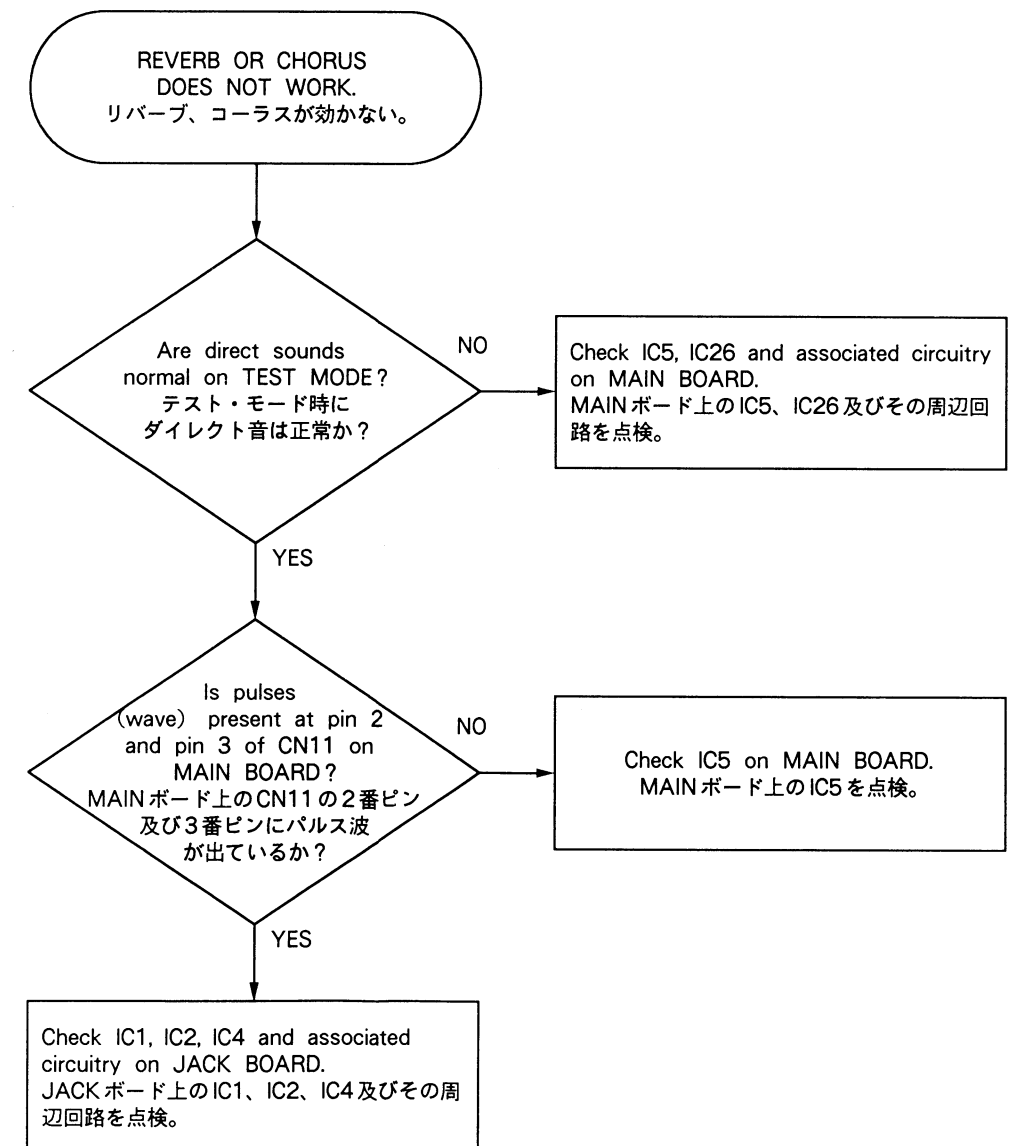 REVERB OR CHORUS
DOES NOT WORK.
リバーブ、コーラスが効かない。
Are direct sounds
normal on TEST MODE?
テスト・モード時に
ダイレクト音は正常か?
NO
Check IC5, IC26 and associated circuitry
on MAIN BOARD.
MAINボード上のIC5、IC26及びその周辺回
路を点検。
YES
Is pulses
(wave) present at pin 2
and pin 3 of CN11 on
MAIN BOARD?
MAINボード上のCN11の2番ピン
及び3番ピンにパルス波
が出ているか?
NO
Check IC5 on MAIN BOARD.
MAINボード上のIC5を点検。
YES
Check IC1, IC2, IC4 and associated
circuitry on JACK BOARD.
JACKボード上のIC1、IC2、IC4及びその周
辺回路を点検。